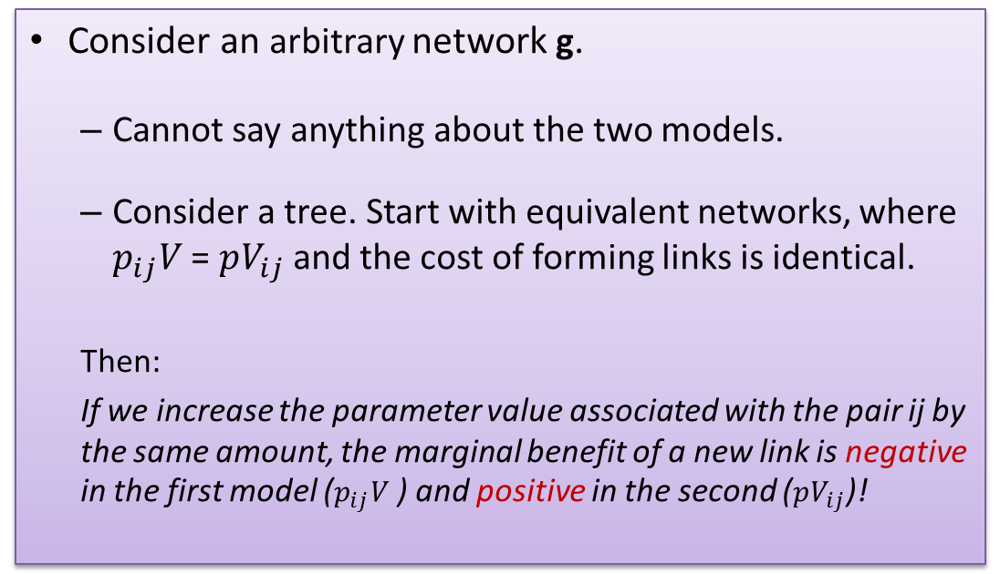 • Consider an arbitrary network g.
– Cannot say anything about the two models.
– Consider a tree. Start with equivalent networks, where
p_{ij}V = pV_{ij} and the cost of forming links is identical.
Then:
If we increase the parameter value associated with the pair ij by
the same amount, the marginal benefit of a new link is negative
in the first model (p_{ij}V ) and positive in the second (pV_{ij})!